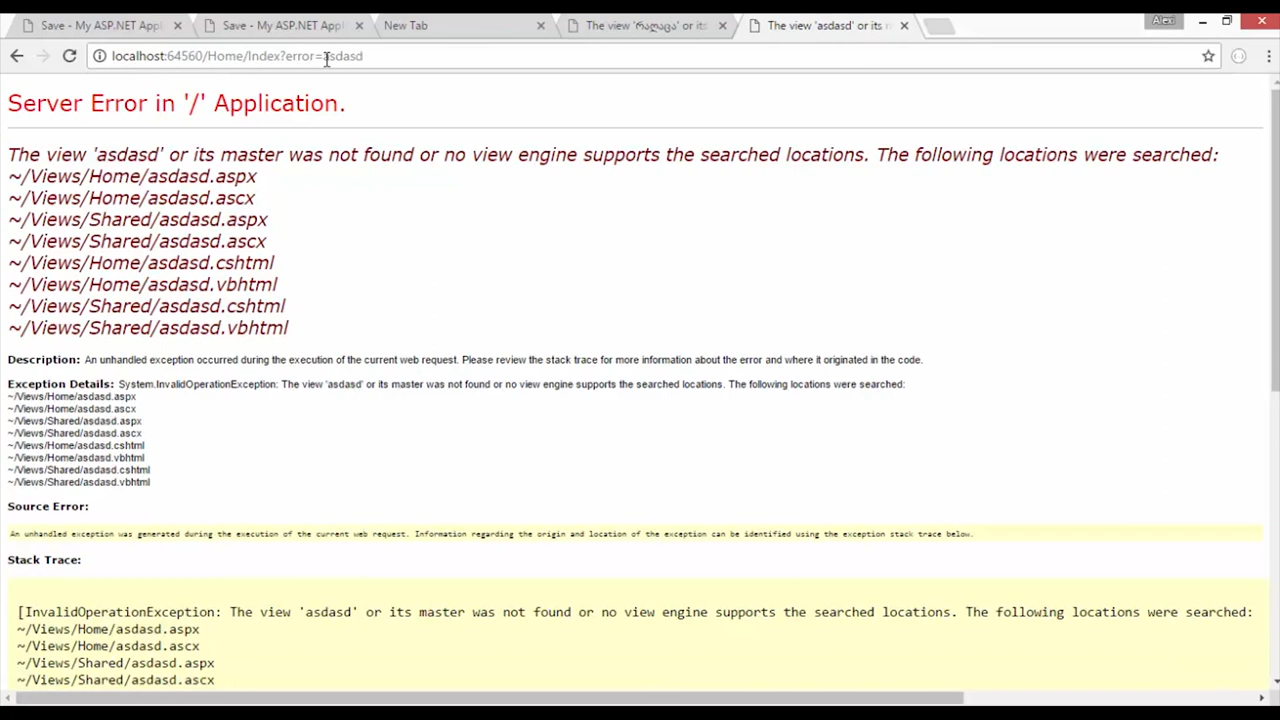 Save - My ASP.NET Appl
Save - My ASP.NET Appl
New Tab
The view 'რალაცა' or its
The view 'asdasd' or its m
Alexi
localhost:64560/Home/Index?error=asdasd
Server Error in '/' Application.
The view 'asdasd' or its master was not found or no view engine supports the searched locations. The following locations were searched:
~/Views/Home/asdasd.aspx
~/Views/Home/asdasd.ascx
~/Views/Shared/asdasd.aspx
~/Views/Shared/asdasd.ascx
~/Views/Home/asdasd.cshtml
~/Views/Home/asdasd.vbhtml
~/Views/Shared/asdasd.cshtml
~/Views/Shared/asdasd.vbhtml
Description: An unhandled exception occurred during the execution of the current web request. Please review the stack trace for more information about the error and where it originated in the code.
Exception Details: System.InvalidOperationException: The view 'asdasd' or its master was not found or no view engine supports the searched locations. The following locations were searched:
~/Views/Home/asdasd.aspx
~/Views/Home/asdasd.ascx
~/Views/Shared/asdasd.aspx
~/Views/Shared/asdasd.ascx
~/Views/Home/asdasd.cshtml
~/Views/Home/asdasd.vbhtml
~/Views/Shared/asdasd.cshtml
~/Views/Shared/asdasd.vbhtml
Source Error:
An unhandled exception was generated during the execution of the current web request. Information regarding the origin and location of the exception can be identified using the exception stack trace below.
Stack Trace:
[InvalidOperationException: The view 'asdasd' or its master was not found or no view engine supports the searched locations. The following locations were searched:
~/Views/Home/asdasd.aspx
~/Views/Home/asdasd.ascx
~/Views/Shared/asdasd.aspx
~/Views/Shared/asdasd.ascx